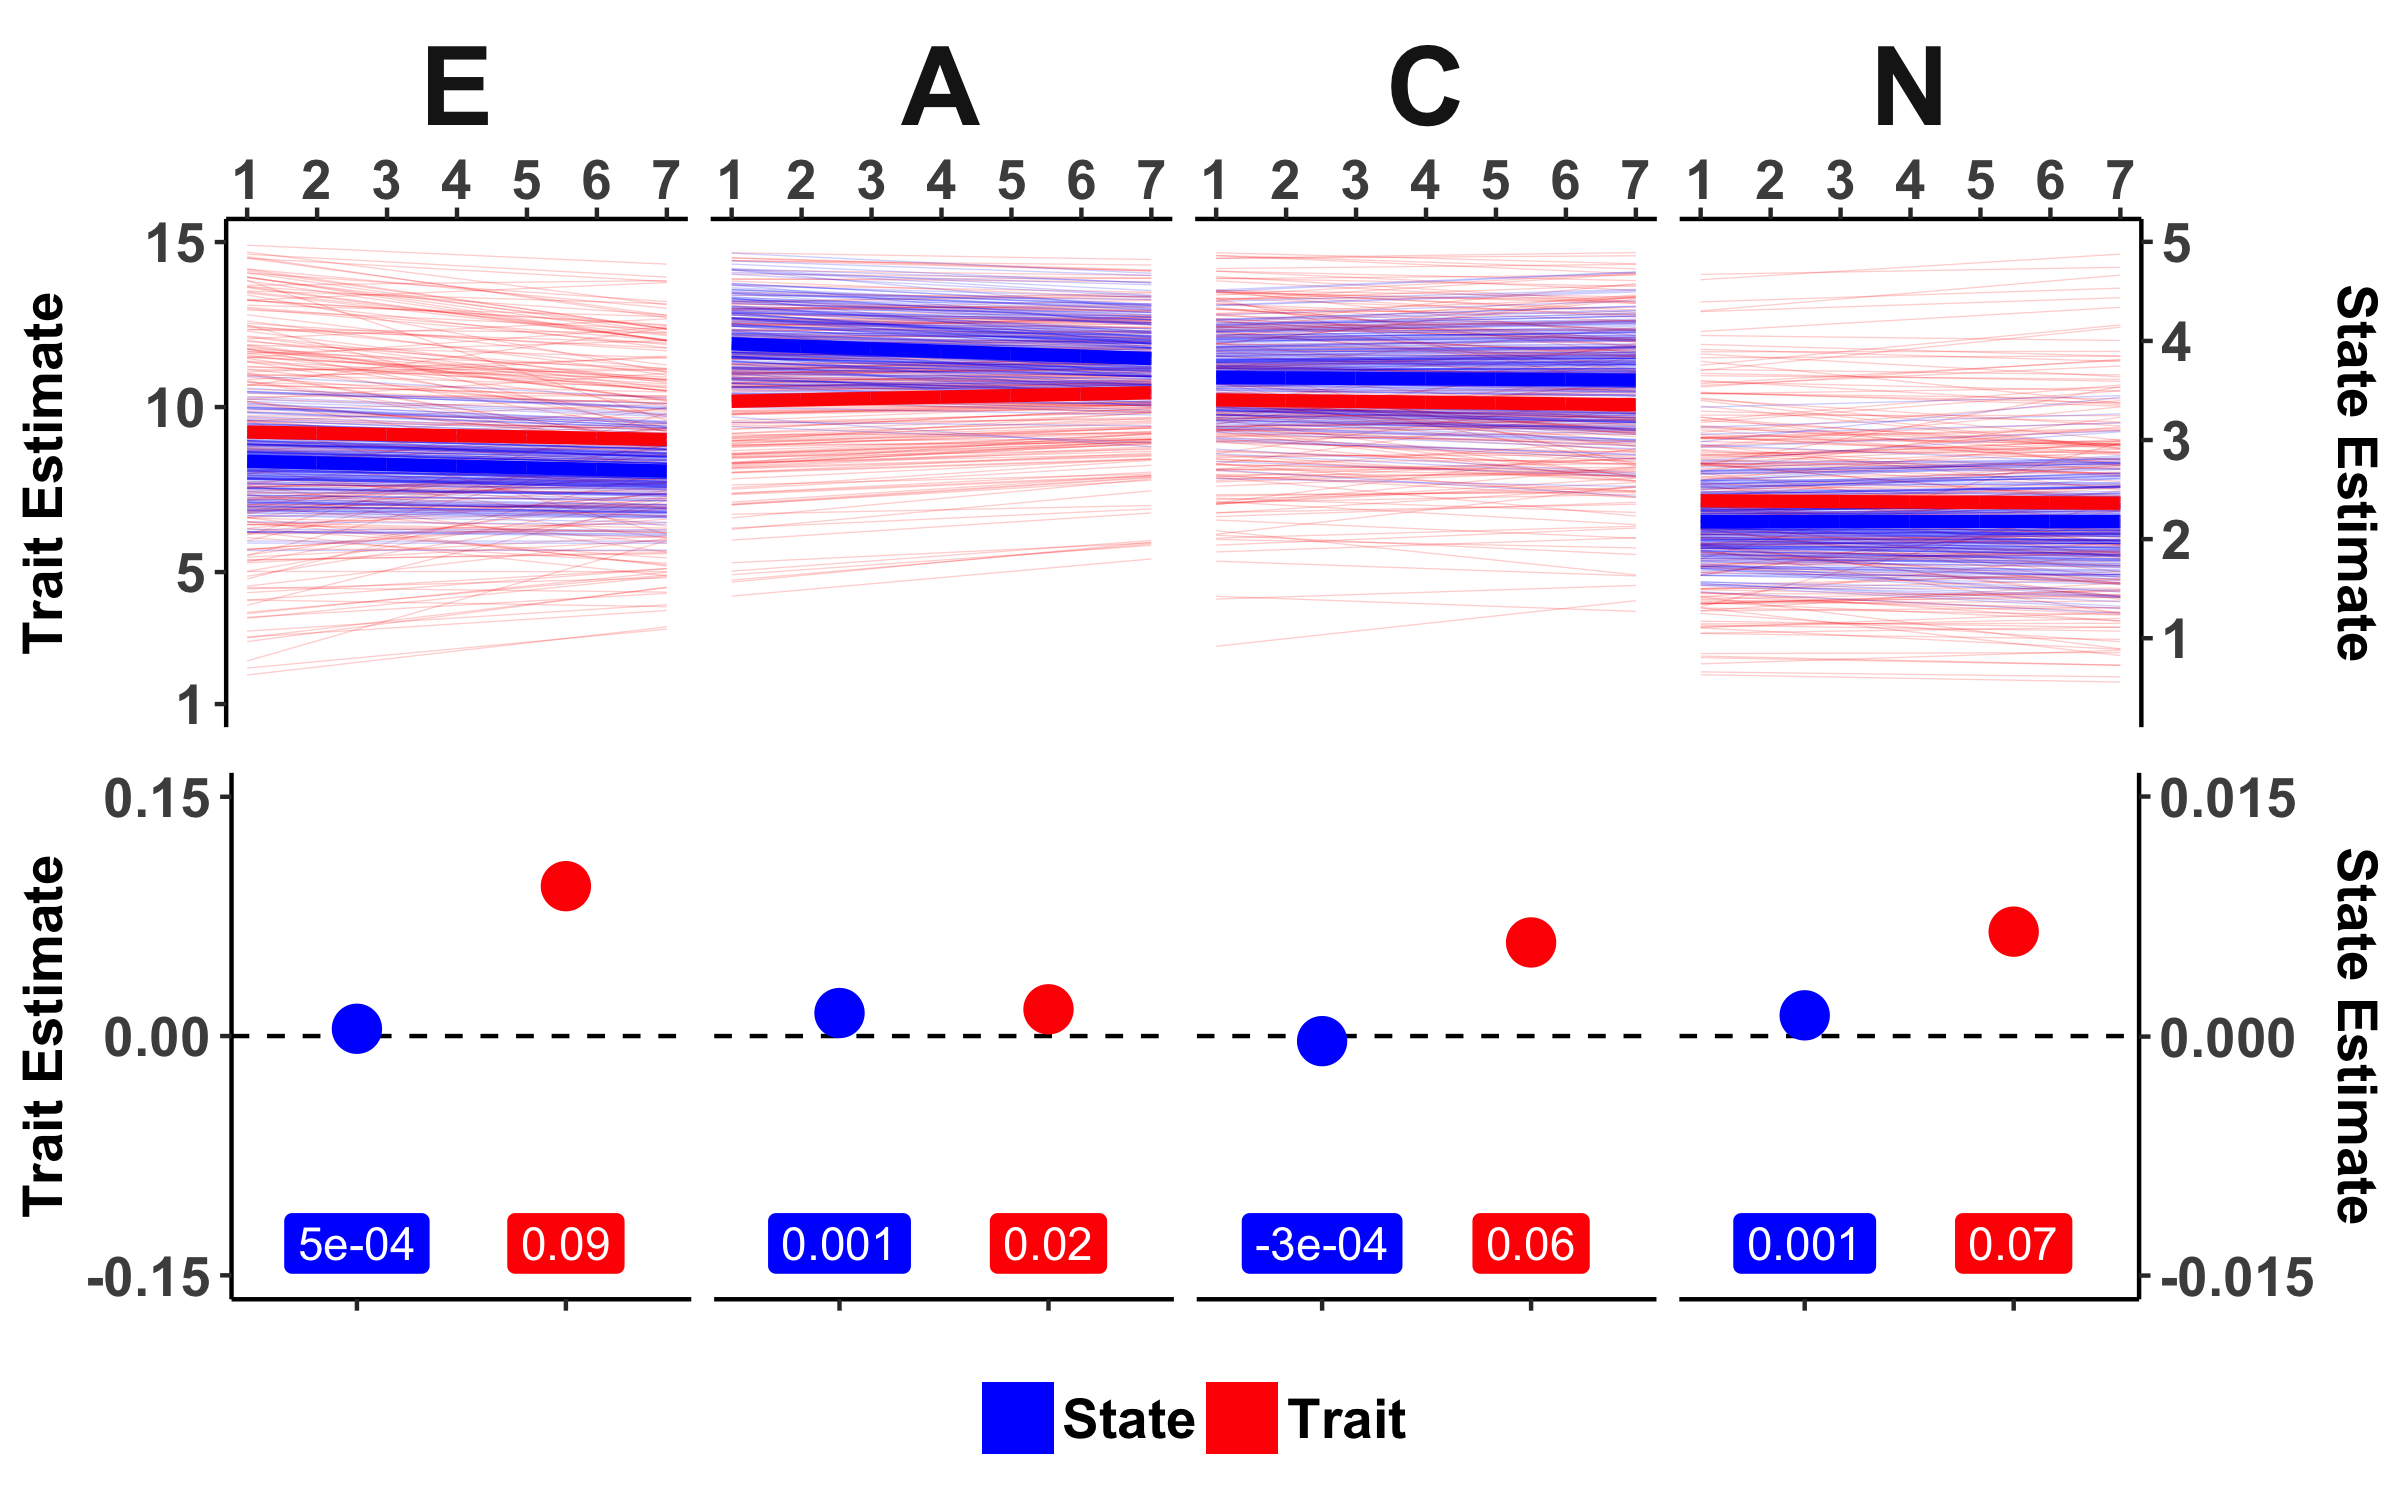 E A C N
1 2 3 4 5 6 7 1 2 3 4 5 6 7 1 2 3 4 5 6 7 1 2 3 4 5 6 7
Trait Estimate
15
10
5
1
5
4
3
2
1
State Estimate
Trait Estimate
0.15
0.00
-0.15
5e-04 0.09 0.001 0.02 -3e-04 0.06 0.001 0.07
0.015
0.000
-0.015
State Estimate
State Trait